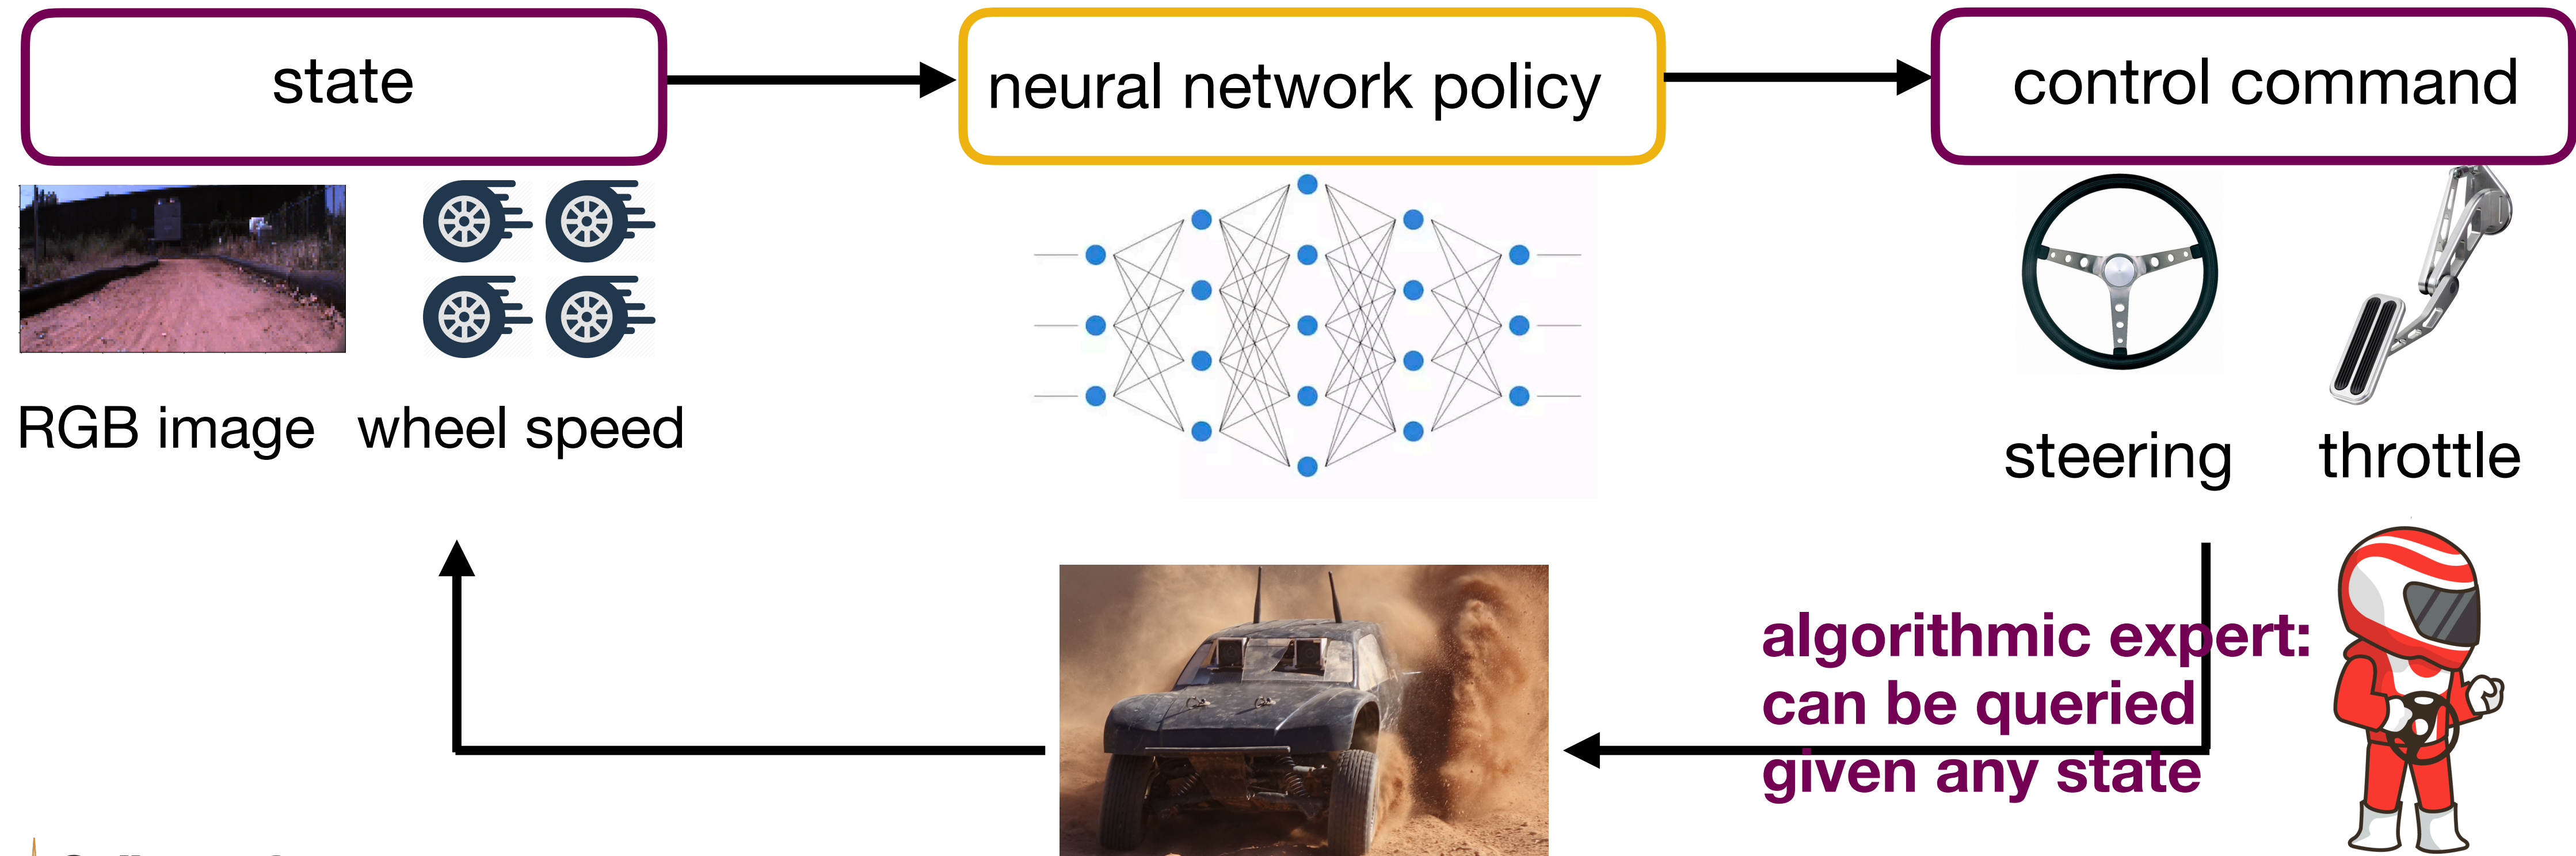 state
neural network policy
control command
RGB image
wheel speed
steering
throttle
algorithmic expert:
can be queried
given any state